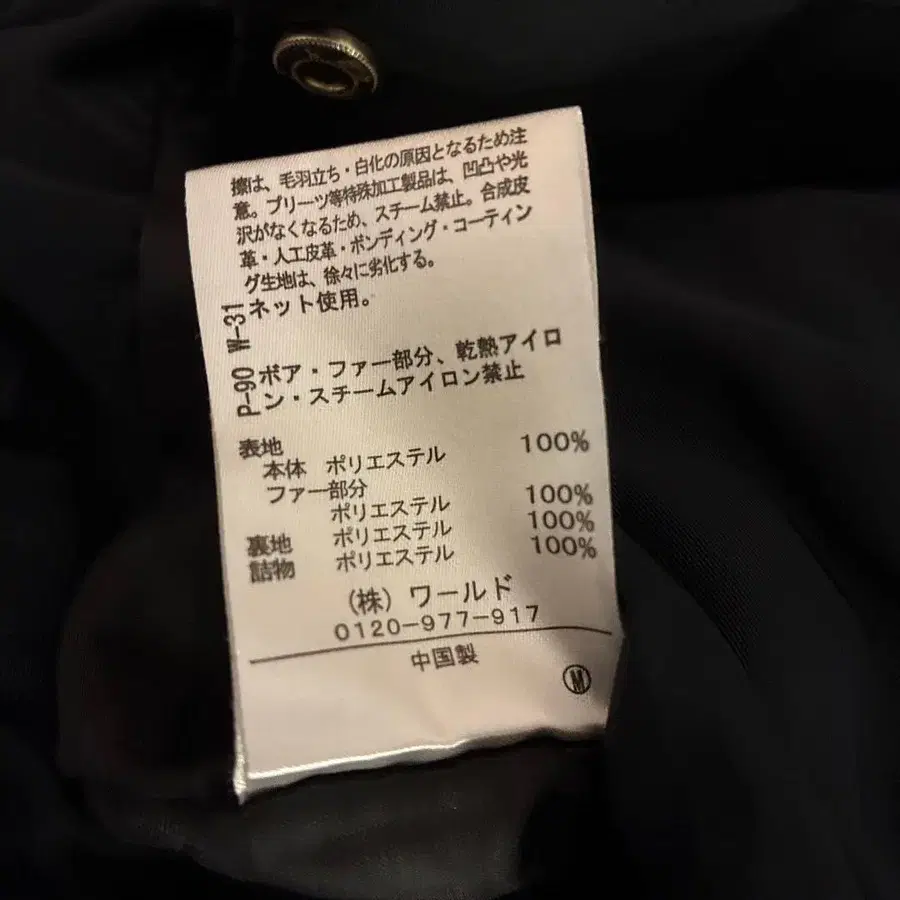 擦は、毛羽立ち・白化の原因となるため注
意。プリーツ等特殊加工製品は、凹凸や光
沢がなくなるため、スチーム禁止。合成皮
革・人工皮革・ボンディング・コーティン
グ生地は、徐々に劣化する。
ネット使用。
P-90 W-31
ボア・ファー部分、乾熱アイロ
ン・スチームアイロン禁止
表地
本体 ポリエステル 100%
ファー部分
ポリエステル 100%
裏地 ポリエステル 100%
詰物 ポリエステル 100%
(株)ワールド
0120-977-917
中国製
M